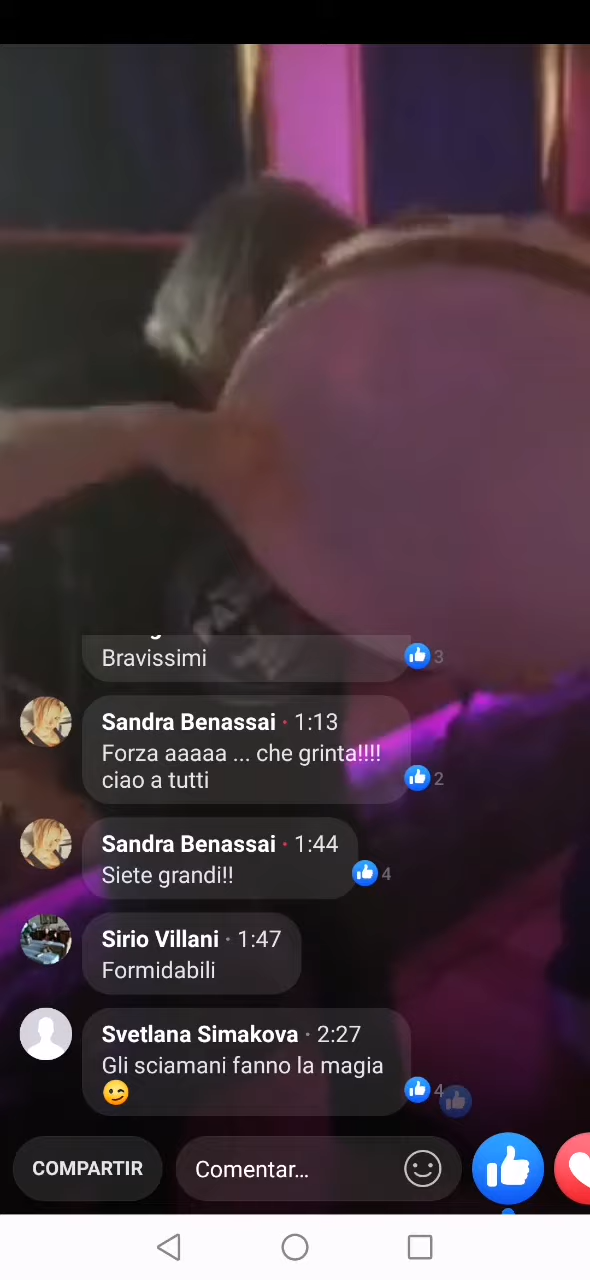 Bravissimi
3
Sandra Benassai · 1:13
Forza aaaaa ... che grinta!!!!
ciao a tutti
2
Sandra Benassai · 1:44
Siete grandi!!
4
Sirio Villani · 1:47
Formidabili
Svetlana Simakova · 2:27
Gli sciamani fanno la magia
😉
4
COMPARTIR
Comentar...